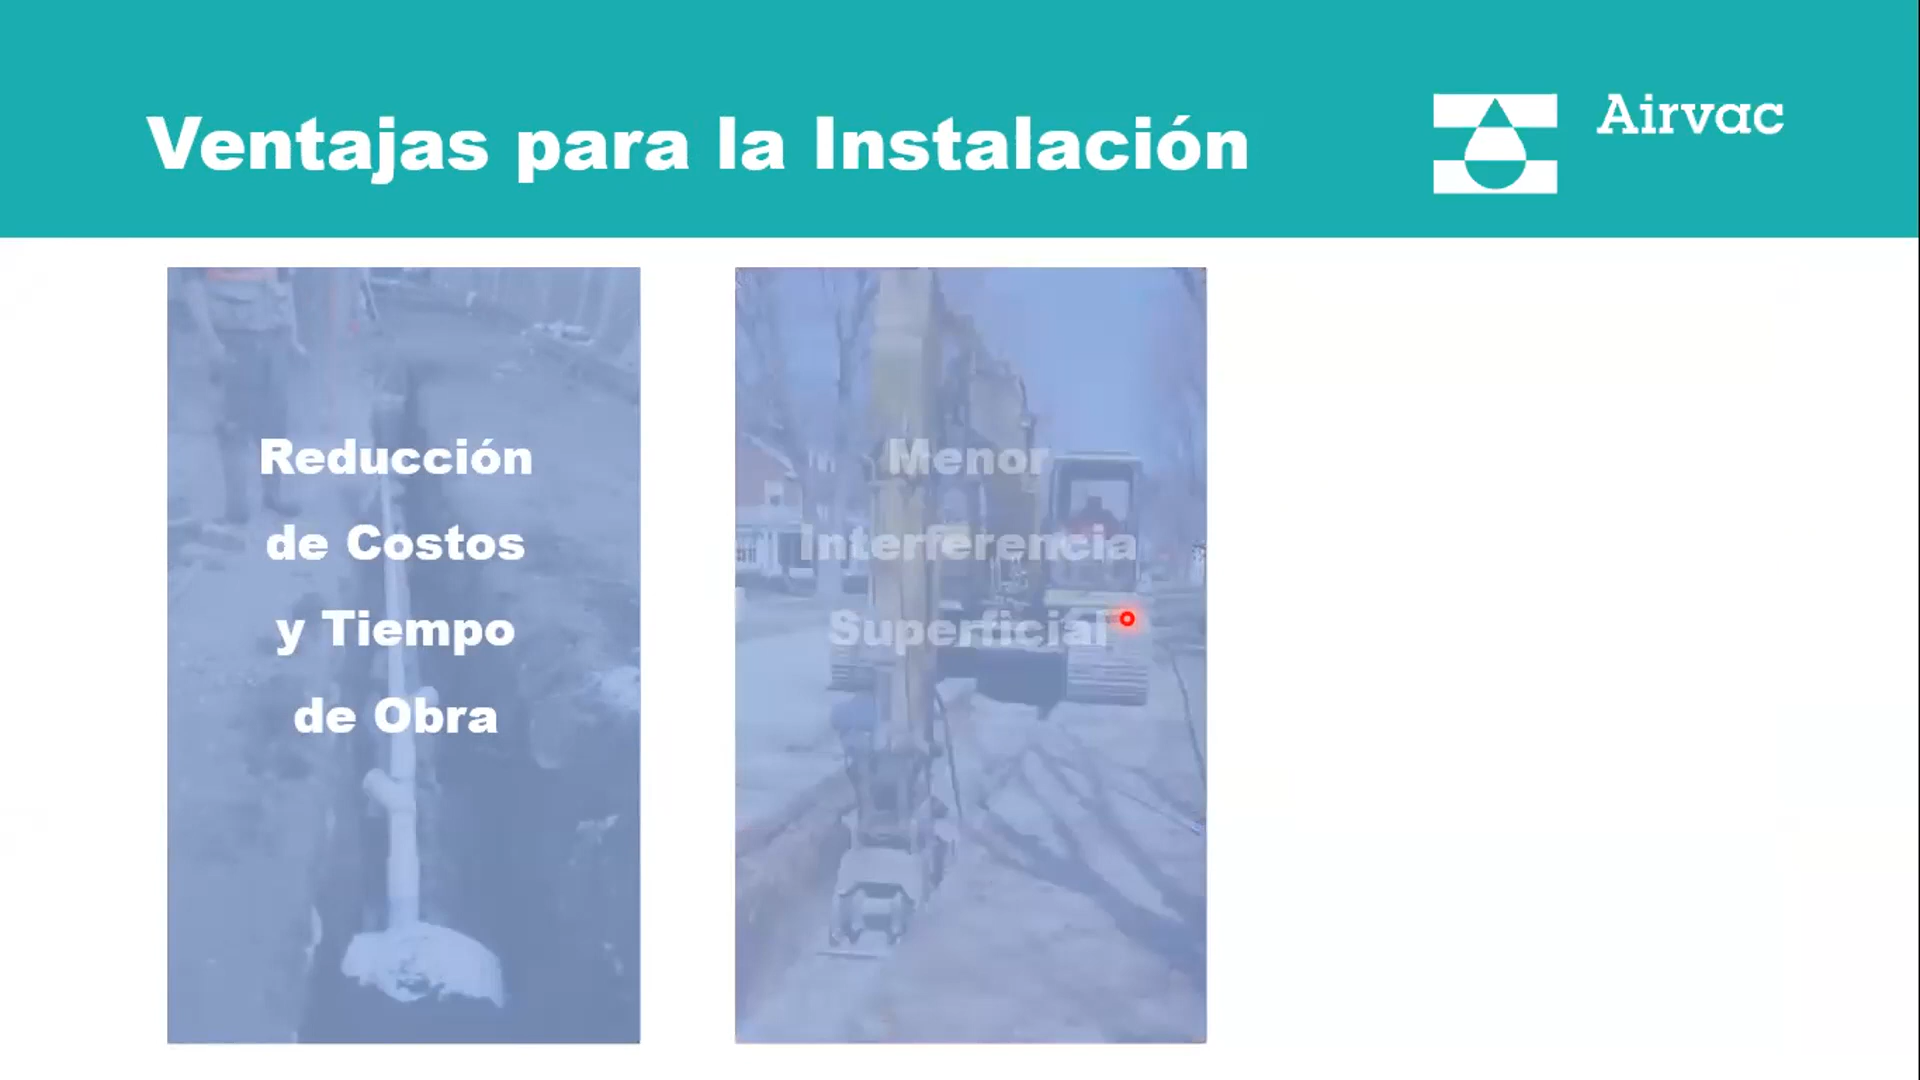 Ventajas para la Instalación
Airvac
Reducción
de Costos
y Tiempo
de Obra
Menor
Interferencia
Superficial